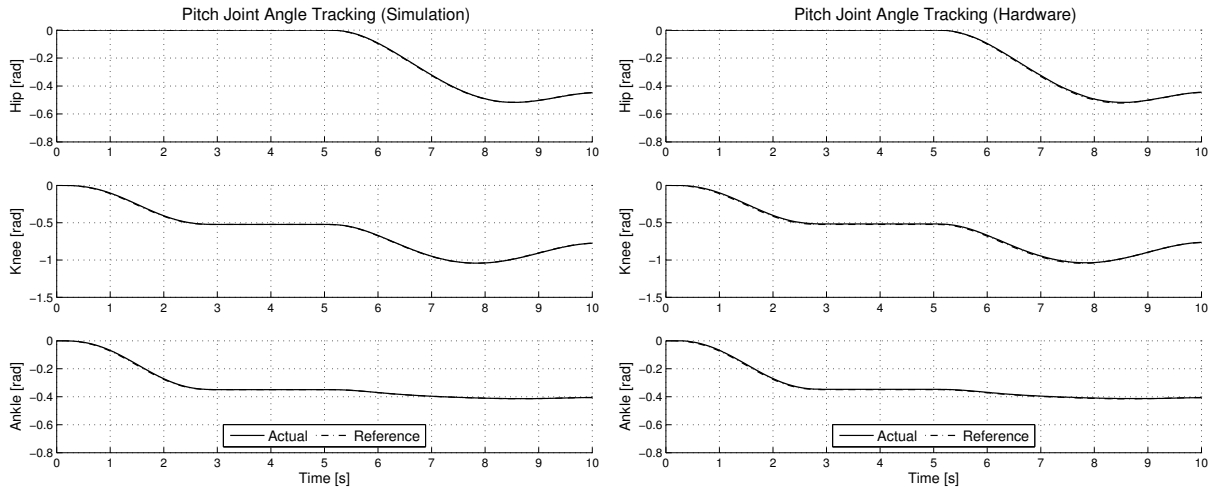 Pitch Joint Angle Tracking (Simulation)
0
−0.2
−0.4
−0.6
−0.8
Hip [rad]
0 1 2 3 4 5 6 7 8 9 10
0
−0.5
−1
−1.5
Knee [rad]
0 1 2 3 4 5 6 7 8 9 10
0
−0.2
−0.4
−0.6
−0.8
Ankle [rad]
Actual Reference
0 1 2 3 4 5 6 7 8 9 10
Time [s]
Pitch Joint Angle Tracking (Hardware)
0
−0.2
−0.4
−0.6
−0.8
Hip [rad]
0 1 2 3 4 5 6 7 8 9 10
0
−0.5
−1
−1.5
Knee [rad]
0 1 2 3 4 5 6 7 8 9 10
0
−0.2
−0.4
−0.6
−0.8
Ankle [rad]
Actual Reference
0 1 2 3 4 5 6 7 8 9 10
Time [s]